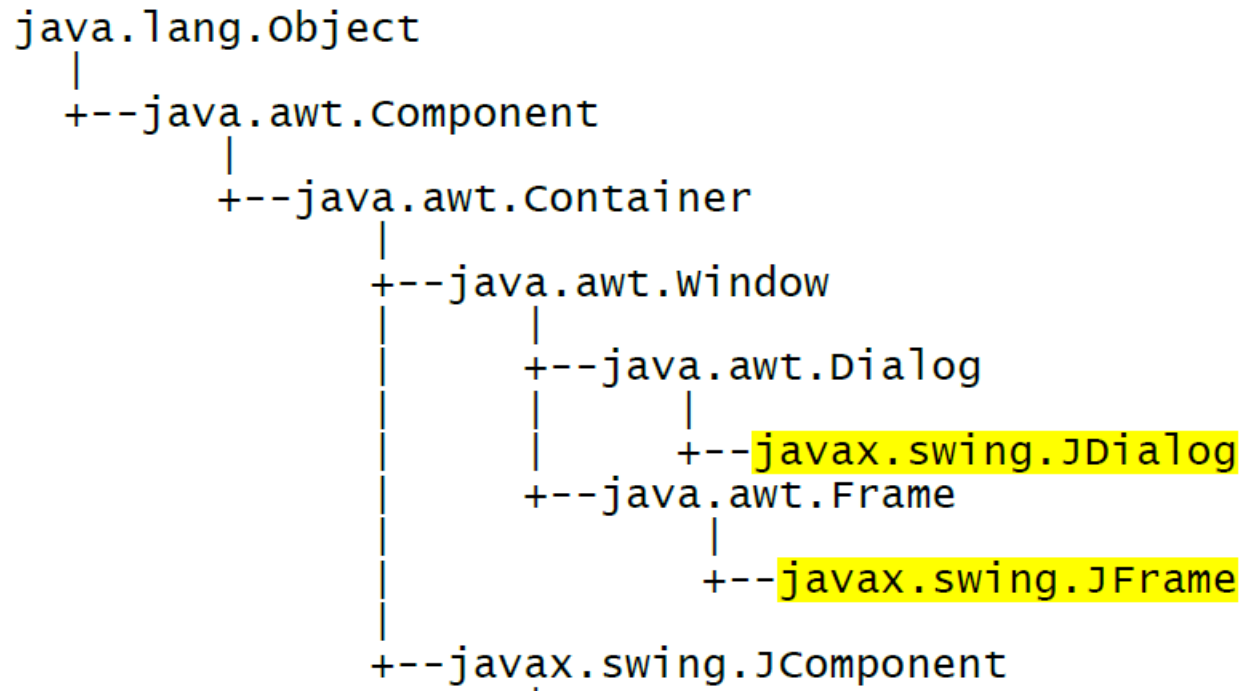 java.lang.Object
|
+--java.awt.Component
|
+--java.awt.Container
|
+--java.awt.Window
| |
| +--java.awt.Dialog
| | |
| | +--javax.swing.JDialog
| +--java.awt.Frame
| |
| +--javax.swing.JFrame
|
+--javax.swing.JComponent